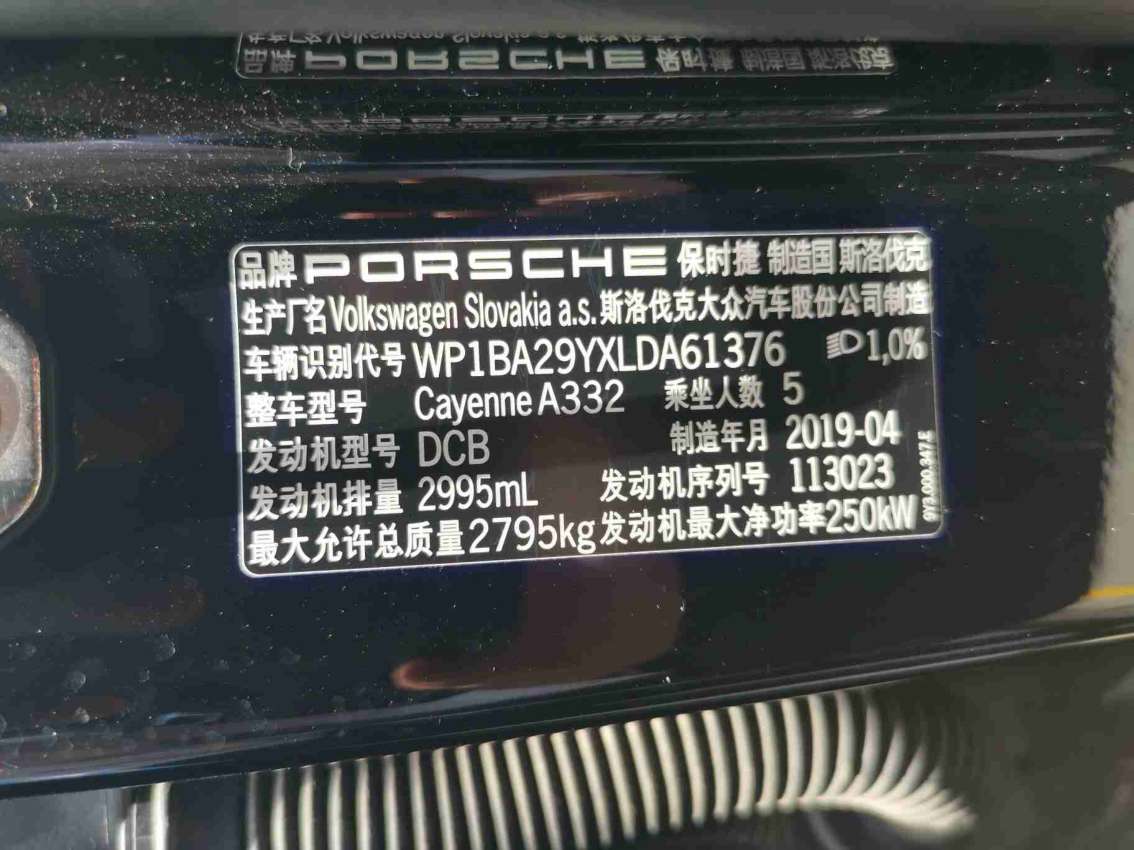 品牌 PORSCHE 保时捷 制造国 斯洛伐克
生产厂名 Volkswagen Slovakia a.s. 斯洛伐克大众汽车股份公司制造
车辆识别代号 WP1BA29YXLDA61376 1,0%
整车型号 Cayenne A332 乘坐人数 5
发动机型号 DCB 制造年月 2019-04
发动机排量 2995mL 发动机序列号 113023
最大允许总质量 2795kg 发动机最大净功率 250kW